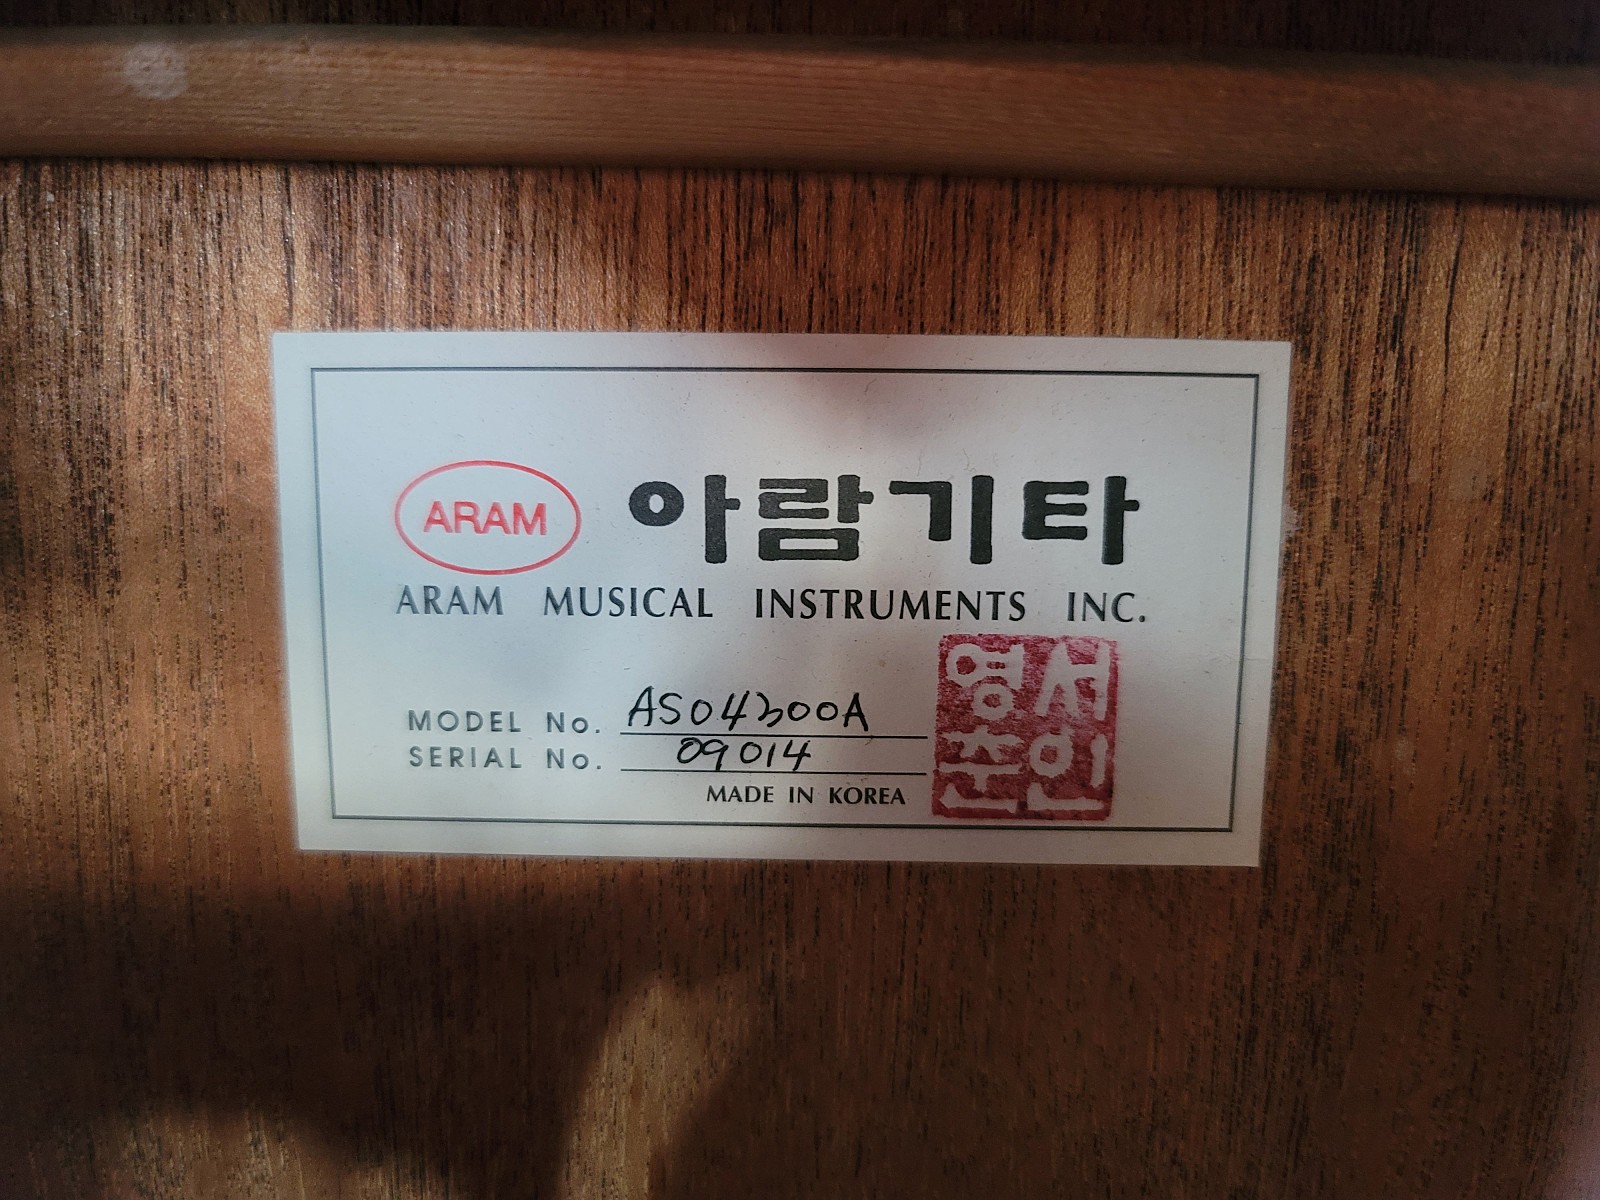 ARAM 아람기타
ARAM MUSICAL INSTRUMENTS INC.
MODEL No. AS04300A
SERIAL No. 09014
MADE IN KOREA
영서
준인